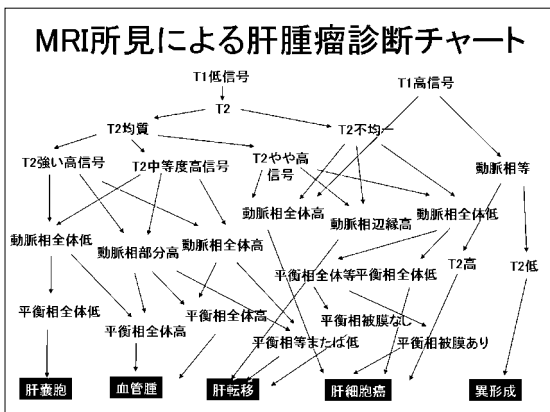 MRI所見による肝腫瘤診断チャート
T1低信号
T1高信号
T2
T2均質
T2不均一
T2強い高信号
T2中等度高信号
T2やや高
信号
動脈相等
動脈相全体高
動脈相辺縁高
動脈相全体低
動脈相全体低
動脈相部分高
動脈相全体高
平衡相全体等
平衡相全体低
T2高
T2低
平衡相全体低
平衡相全体高
平衡相全体高
平衡相被膜なし
平衡相等または低
平衡相被膜あり
肝嚢胞
血管腫
肝転移
肝細胞癌
異形成